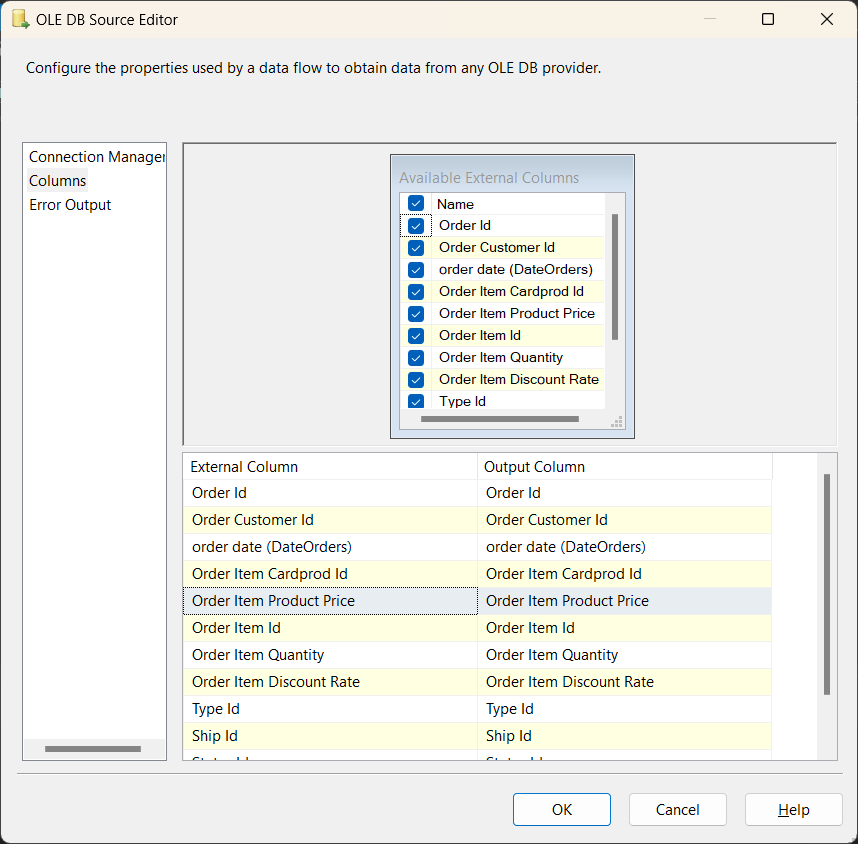 OLE DB Source Editor
Configure the properties used by a data flow to obtain data from any OLE DB provider.
Connection Manager
Columns
Error Output
Available External Columns
Name
Order Id
Order Customer Id
order date (DateOrders)
Order Item Cardprod Id
Order Item Product Price
Order Item Id
Order Item Quantity
Order Item Discount Rate
Type Id
External Column Output Column
Order Id Order Id
Order Customer Id Order Customer Id
order date (DateOrders) order date (DateOrders)
Order Item Cardprod Id Order Item Cardprod Id
Order Item Product Price Order Item Product Price
Order Item Id Order Item Id
Order Item Quantity Order Item Quantity
Order Item Discount Rate Order Item Discount Rate
Type Id Type Id
Ship Id Ship Id
OK Cancel Help